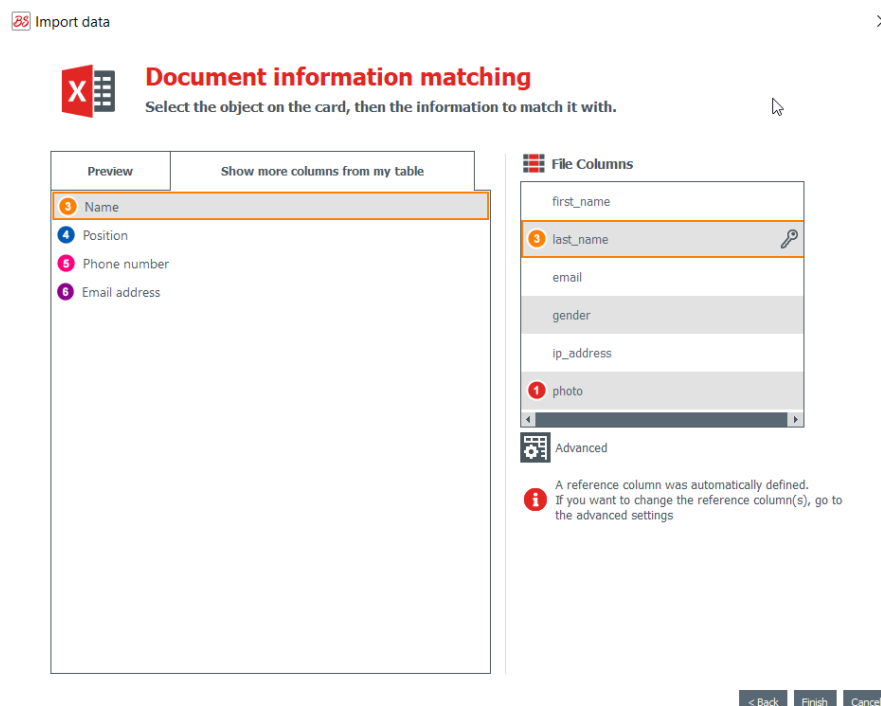 BS Import data
Document information matching
Select the object on the card, then the information to match it with.
Preview
Show more columns from my table
3 Name
4 Position
5 Phone number
6 Email address
File Columns
first_name
3 last_name
email
gender
ip_address
1 photo
Advanced
A reference column was automatically defined.
If you want to change the reference column(s), go to
the advanced settings
< Back
Finish
Cancel